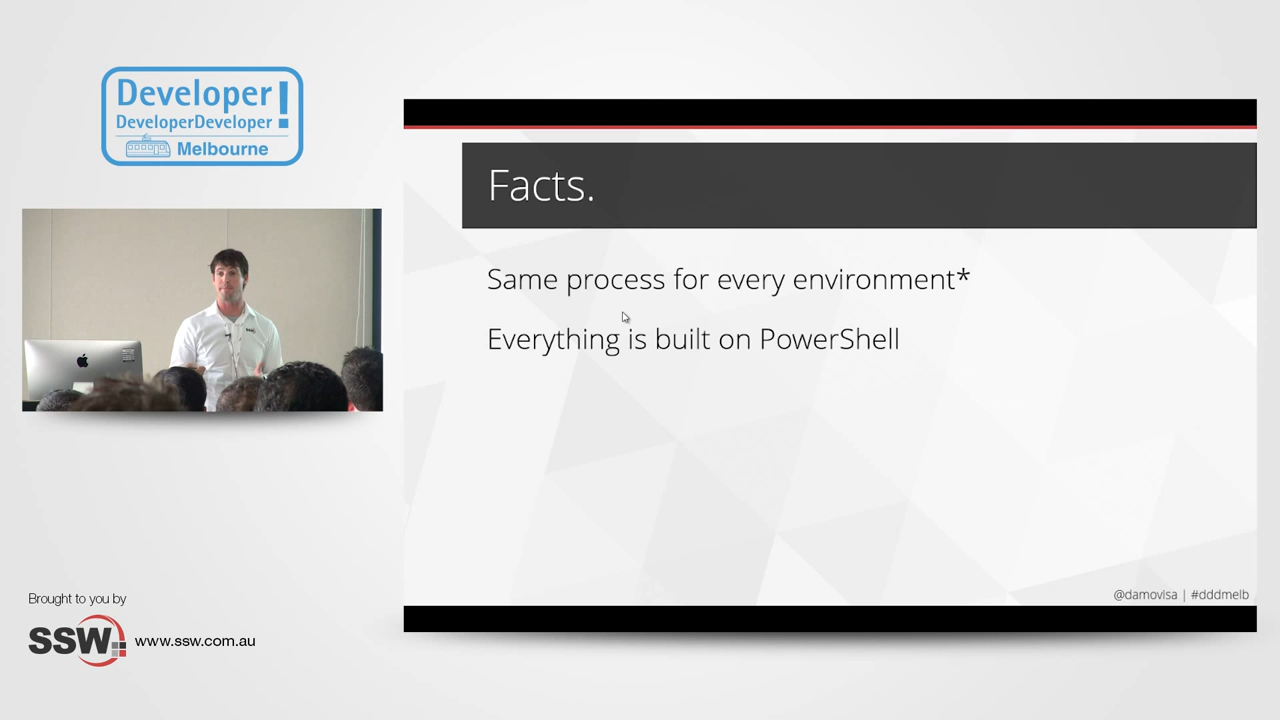 Developer!
DeveloperDeveloper
Melbourne
Facts.
Same process for every environment*
Everything is built on PowerShell
@damovisa | #dddmelb
Brought to you by
SSW
www.ssw.com.au